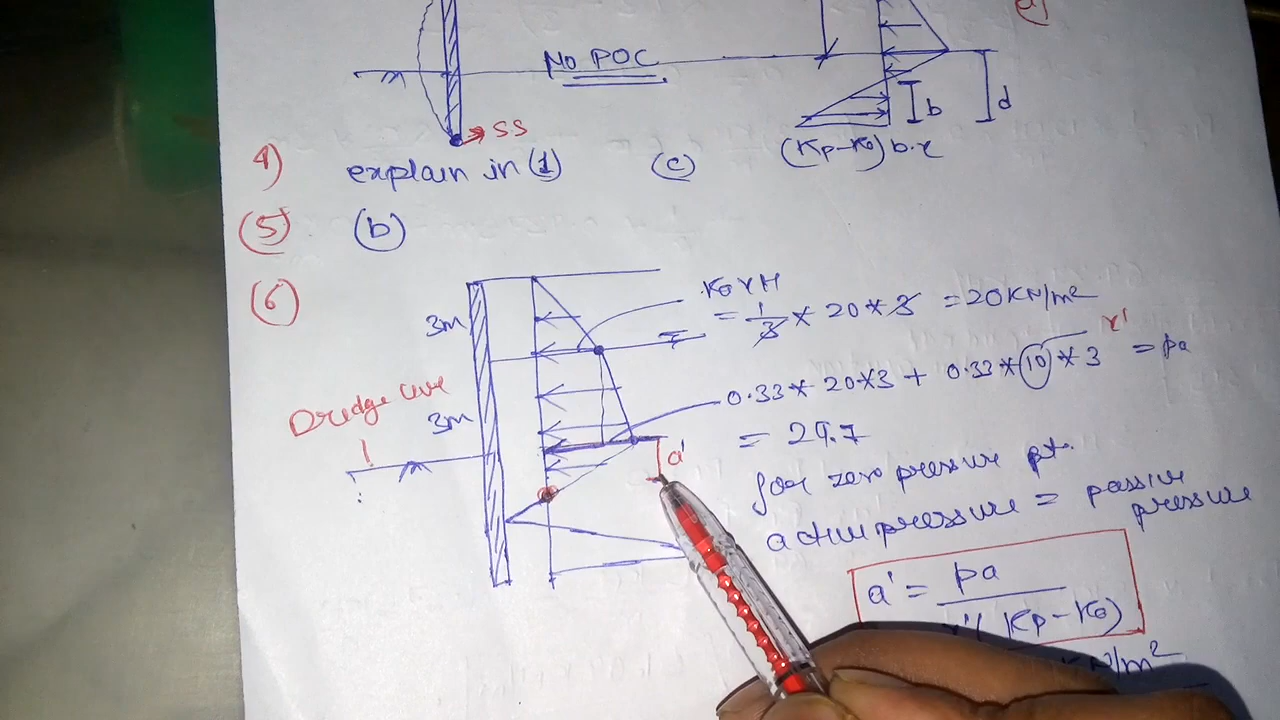 NO POC
SS
b
d
(Kp-Ka) b·r
4) explain in (1) (c)
(5) (b)
(6)
3m
KaγH
= 1/3 * 20 * 3 = 20 KN/m²
γ'
0.33 * 20*3 + 0.33 * 10 * 3 = pa
= 29.7
Dredge
3m
a'
for zero pressure pt.
active pressure = passive pressure
a' = pa / γ'(Kp-Ka)
KN/m²